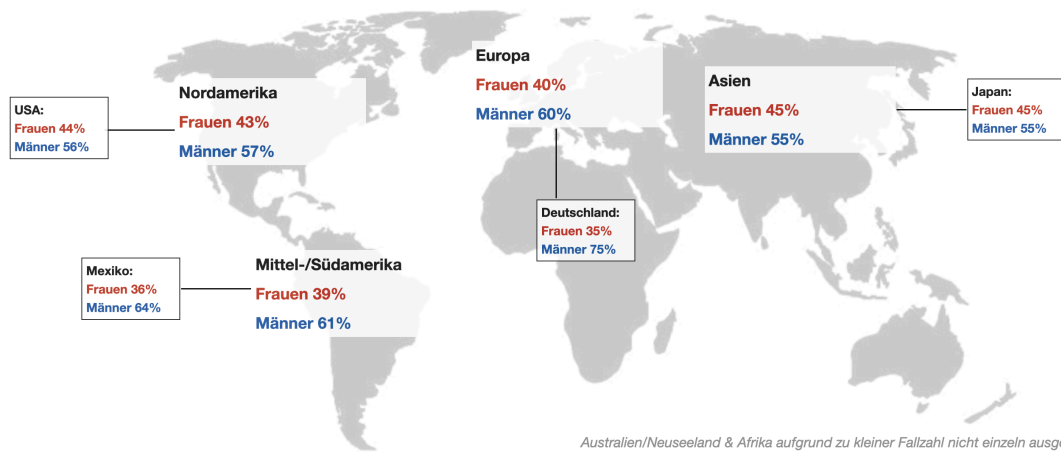 Europa
Frauen 40%
Männer 60%
Asien
Frauen 45%
Männer 55%
Japan:
Frauen 45%
Männer 55%
Nordamerika
Frauen 43%
Männer 57%
USA:
Frauen 44%
Männer 56%
Deutschland:
Frauen 35%
Männer 75%
Mexiko:
Frauen 36%
Männer 64%
Mittel-/Südamerika
Frauen 39%
Männer 61%
Australien/Neuseeland & Afrika aufgrund zu kleiner Fallzahl nicht einzeln